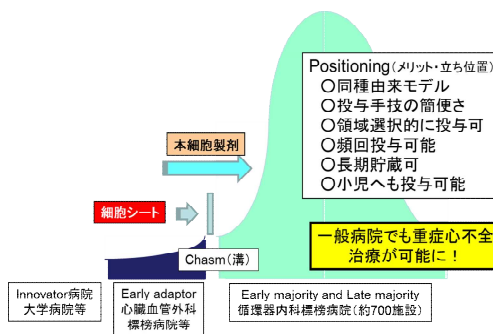 Positioning(メリット・立ち位置)
〇同種由来モデル
〇投与手技の簡便さ
〇領域選択的に投与可
〇頻回投与可能
〇長期貯蔵可
〇小児へも投与可能
本細胞製剤
細胞シート
Chasm(溝)
一般病院でも重症心不全
治療が可能に!
Innovator病院
大学病院等
Early adaptor
心臓血管外科
標榜病院等
Early majority and Late majority
循環器内科標榜病院(約700施設)